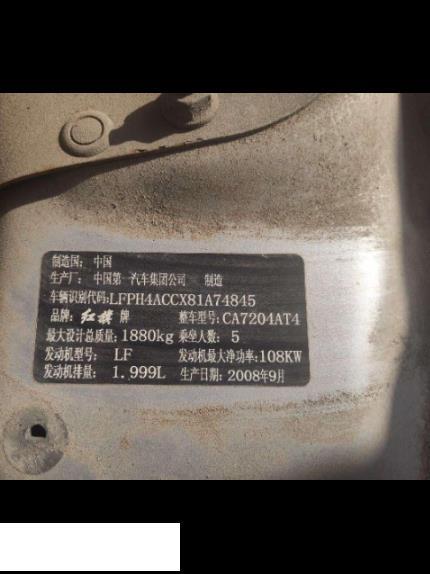 制造国：中国
生产厂：中国第一汽车集团公司 制造
车辆识别代码：LFPH4ACCX81A74845
品牌：红旗 牌 整车型号：CA7204AT4
最大设计总质量：1880kg 乘坐人数：5
发动机型号：LF 发动机最大净功率：108KW
发动机排量：1.999L 生产日期：2008年9月